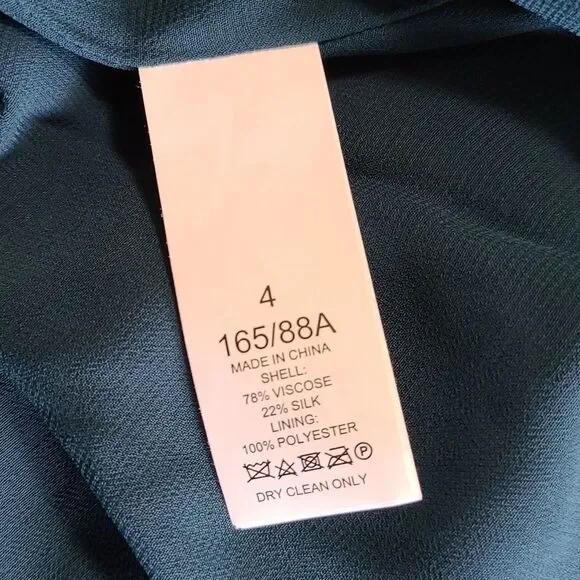 4
165/88A
MADE IN CHINA
SHELL:
78% VISCOSE
22% SILK
LINING:
100% POLYESTER
P
DRY CLEAN ONLY